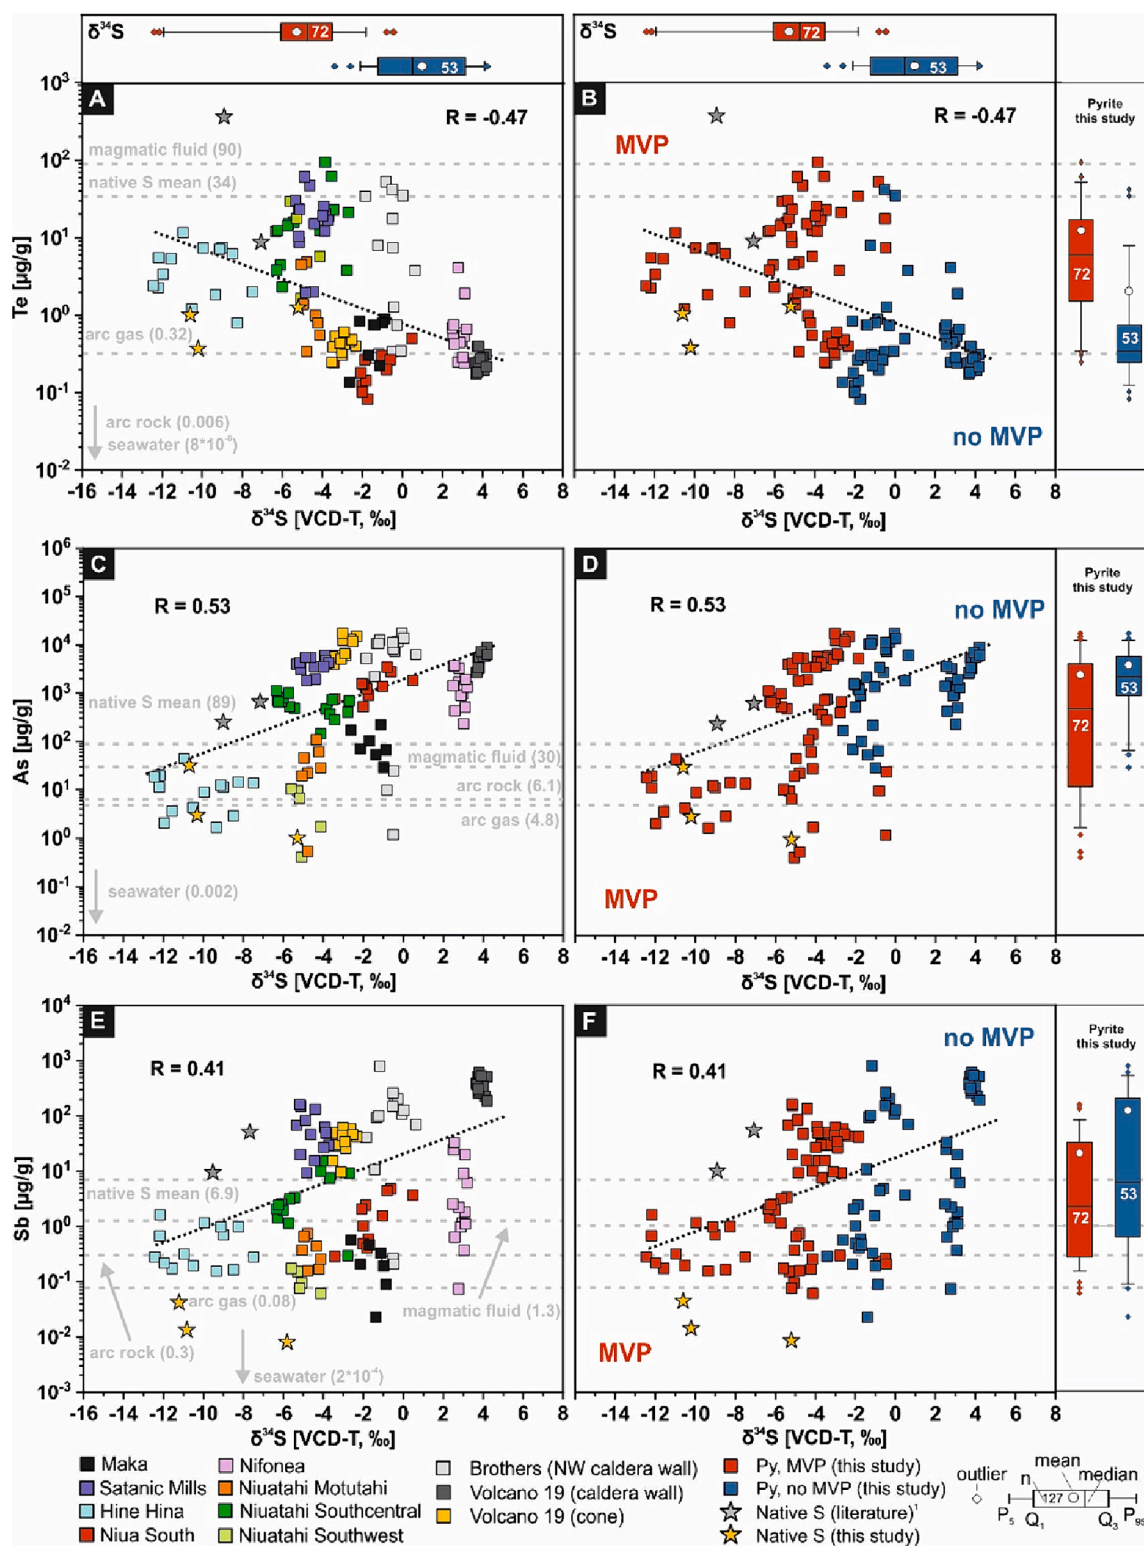 δ³⁴S
72
53
δ³⁴S
72
53
A
R = -0.47
magmatic fluid (90)
native S mean (34)
arc gas (0.32)
arc rock (0.006)
seawater (8*10⁻⁸)
Te [µg/g]
10³
10²
10¹
10⁰
10⁻¹
10⁻²
-16 -14 -12 -10 -8 -6 -4 -2 0 2 4 6 8
δ³⁴S [VCD-T, ‰]
B
R = -0.47
MVP
no MVP
-14 -12 -10 -8 -6 -4 -2 0 2 4 6 8
δ³⁴S [VCD-T, ‰]
Pyrite
this study
72
53
C
R = 0.53
native S mean (89)
magmatic fluid (30)
arc rock (6.1)
arc gas (4.8)
seawater (0.002)
As [µg/g]
10⁶
10⁵
10⁴
10³
10²
10¹
10⁰
10⁻¹
10⁻²
-16 -14 -12 -10 -8 -6 -4 -2 0 2 4 6 8
δ³⁴S [VCD-T, ‰]
D
R = 0.53
no MVP
MVP
-14 -12 -10 -8 -6 -4 -2 0 2 4 6 8
δ³⁴S [VCD-T, ‰]
Pyrite
this study
72
53
E
R = 0.41
native S mean (6.9)
arc gas (0.08)
magmatic fluid (1.3)
arc rock (0.3)
seawater (2*10⁻⁴)
Sb [µg/g]
10⁴
10³
10²
10¹
10⁰
10⁻¹
10⁻²
10⁻³
-16 -14 -12 -10 -8 -6 -4 -2 0 2 4 6 8
δ³⁴S [VCD-T, ‰]
F
no MVP
R = 0.41
MVP
-14 -12 -10 -8 -6 -4 -2 0 2 4 6 8
δ³⁴S [VCD-T, ‰]
Pyrite
this study
72
53
Maka
Satanic Mills
Hine Hina
Niua South
Nifonea
Niuatahi Motutahi
Niuatahi Southcentral
Niuatahi Southwest
Brothers (NW caldera wall)
Volcano 19 (caldera wall)
Volcano 19 (cone)
Py, MVP (this study)
Py, no MVP (this study)
Native S (literature)¹
Native S (this study)
mean
outlier n median
127
P₅ Q₁ Q₃ P₉₅